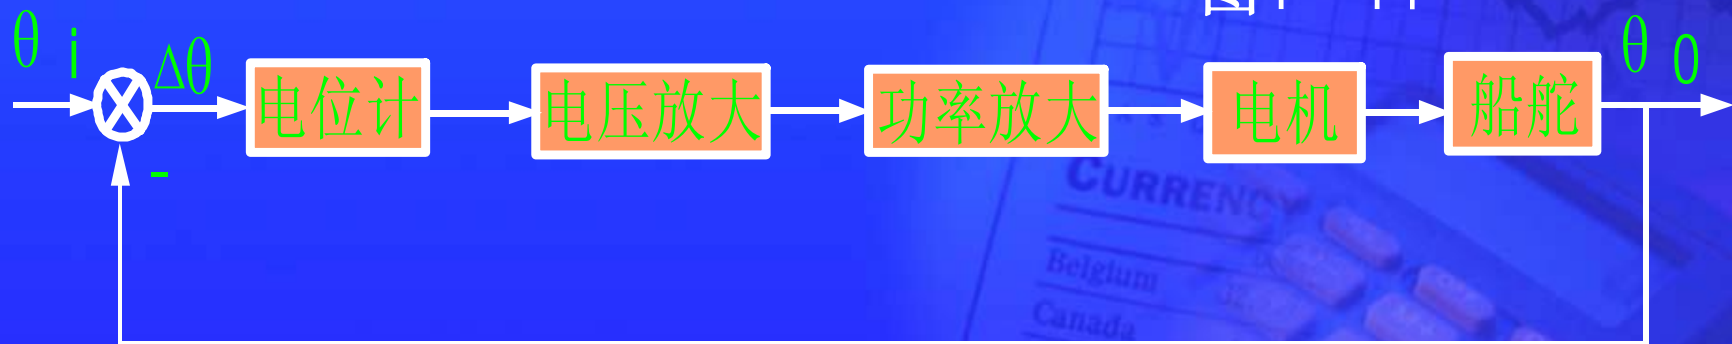 θ i
Δθ
电位计
电压放大
功率放大
电机
船舵
θ 0
-
CURRENCY
Belgium
Canada